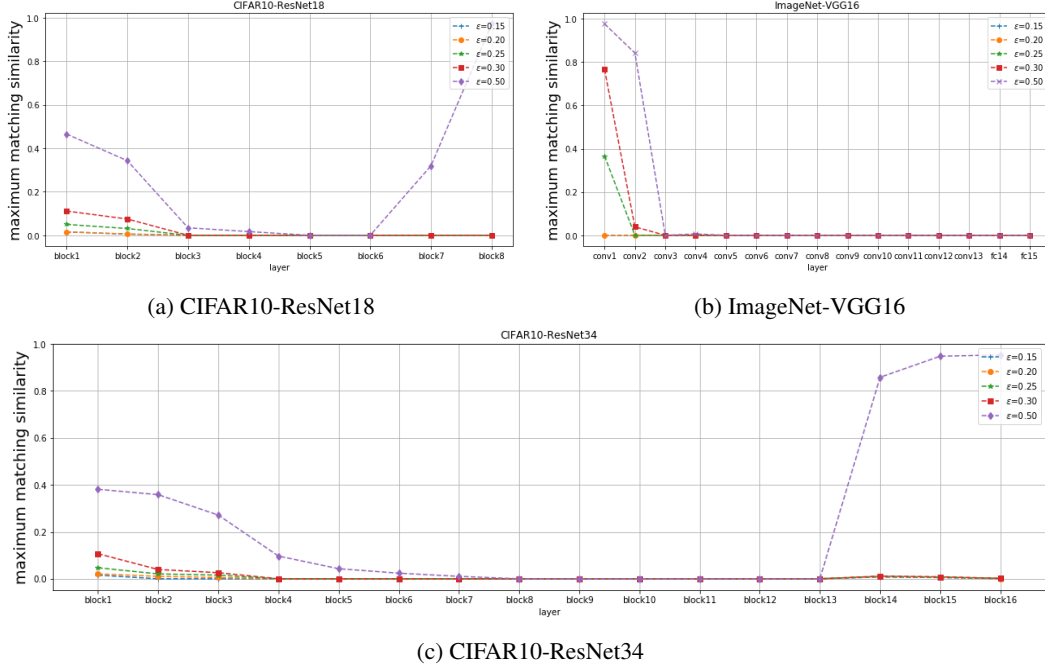 CIFAR10-ResNet18
maximum matching similarity
1.0
0.8
0.6
0.4
0.2
0.0
ε=0.15
ε=0.20
ε=0.25
ε=0.30
ε=0.50
block1 block2 block3 block4 block5 block6 block7 block8
layer
(a) CIFAR10-ResNet18
ImageNet-VGG16
maximum matching similarity
1.0
0.8
0.6
0.4
0.2
0.0
ε=0.15
ε=0.20
ε=0.25
ε=0.30
ε=0.50
conv1 conv2 conv3 conv4 conv5 conv6 conv7 conv8 conv9 conv10 conv11 conv12 conv13 fc14 fc15
layer
(b) ImageNet-VGG16
CIFAR10-ResNet34
maximum matching similarity
1.0
0.8
0.6
0.4
0.2
0.0
ε=0.15
ε=0.20
ε=0.25
ε=0.30
ε=0.50
block1 block2 block3 block4 block5 block6 block7 block8 block9 block10 block11 block12 block13 block14 block15 block16
layer
(c) CIFAR10-ResNet34